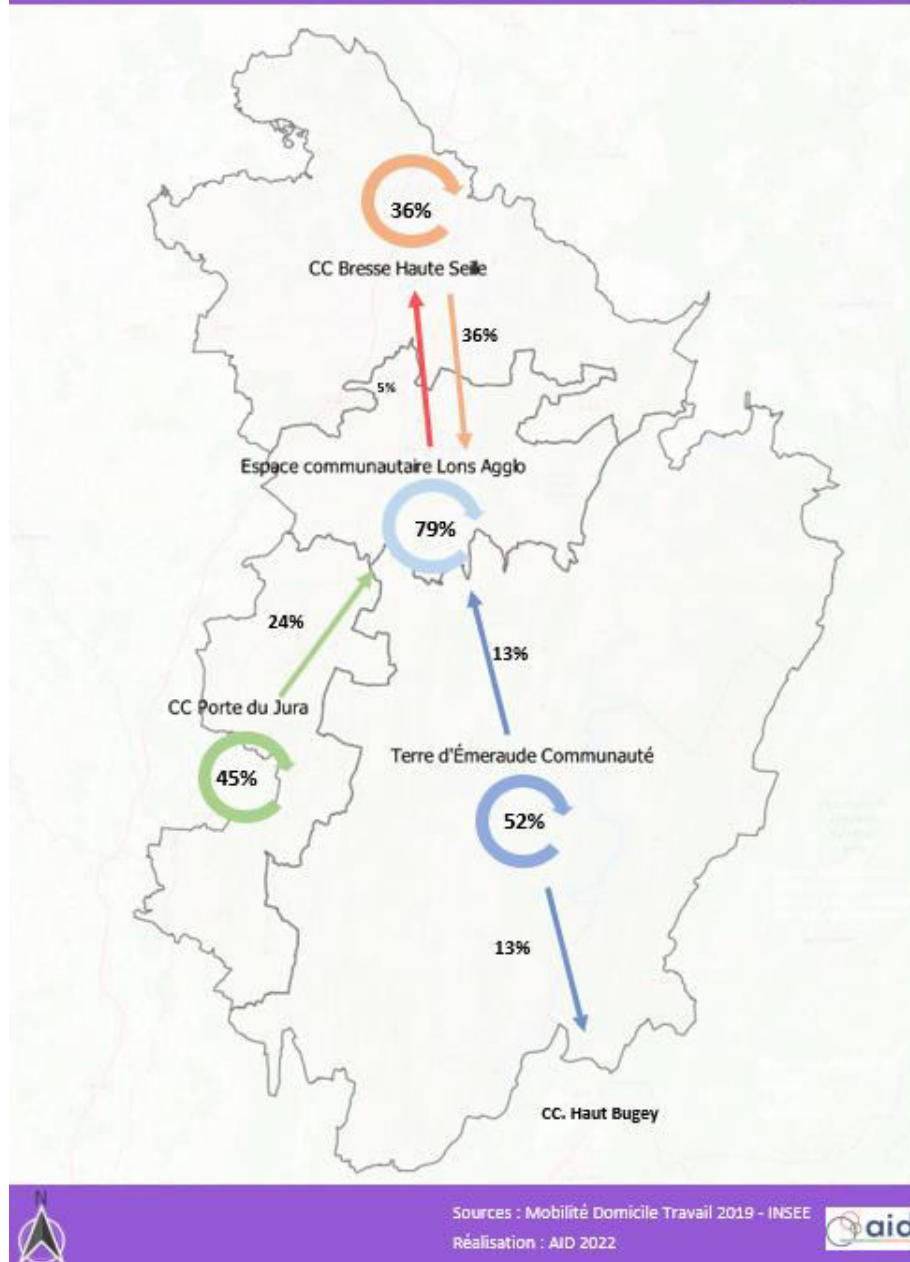 36%
CC Bresse Haute Seille
36%
5%
Espace communautaire Lons Agglo
79%
24%
13%
CC Porte du Jura
Terre d'Émeraude Communauté
45%
52%
13%
CC. Haut Bugey
N
Sources : Mobilité Domicile Travail 2019 - INSEE
Réalisation : AID 2022
aid